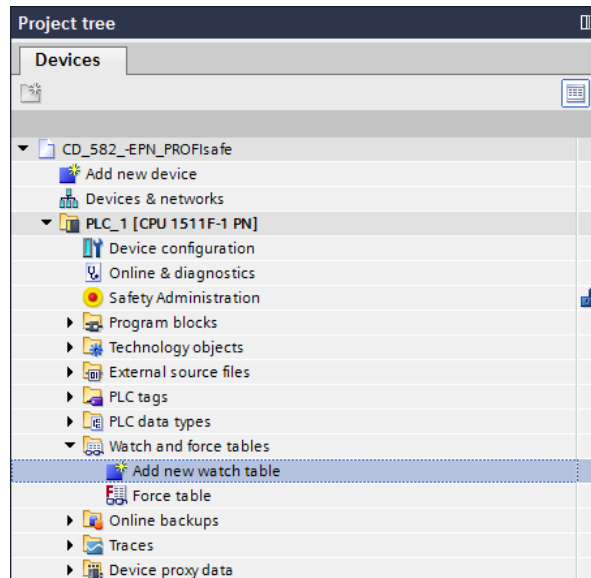 Project tree
Devices
CD_582_-EPN_PROFIsafe
Add new device
Devices & networks
PLC_1 [CPU 1511F-1 PN]
Device configuration
Online & diagnostics
Safety Administration
Program blocks
Technology objects
External source files
PLC tags
PLC data types
Watch and force tables
Add new watch table
Force table
Online backups
Traces
Device proxy data